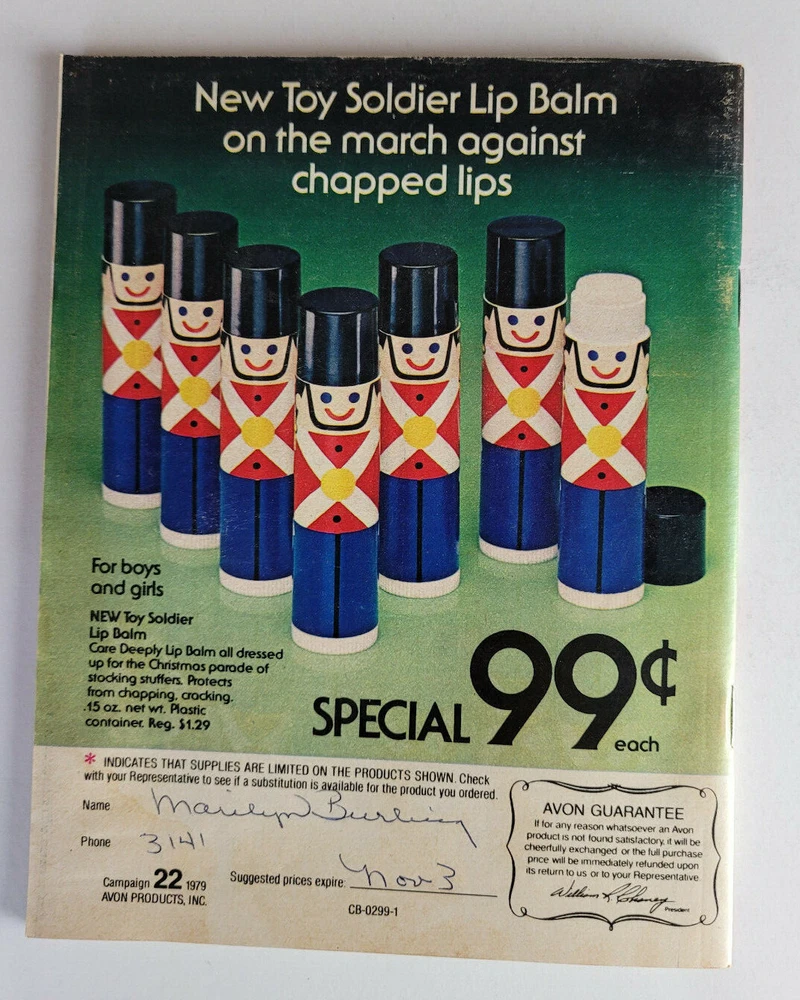 New Toy Soldier Lip Balm
on the march against
chapped lips
For boys
and girls
NEW Toy Soldier
Lip Balm
Care Deeply Lip Balm all dressed
up for the Christmas parade of
stocking stuffers. Protects
from chapping, cracking.
.15 oz. net wt. Plastic
container. Reg. $1.29
SPECIAL 99¢
each
* INDICATES THAT SUPPLIES ARE LIMITED ON THE PRODUCTS SHOWN. Check
with your Representative to see if a substitution is available for the product you ordered.
Name Marilyn
Phone 3141
Campaign 22 1979
AVON PRODUCTS, INC.
Suggested prices expire: Nov 3
CB-0299-1
AVON GUARANTEE
If for any reason whatsoever an Avon
product is not found satisfactory, it will be
cheerfully exchanged or the full purchase
price will be immediately refunded upon
its return to us or to your Representative.
William R. Chaney
President